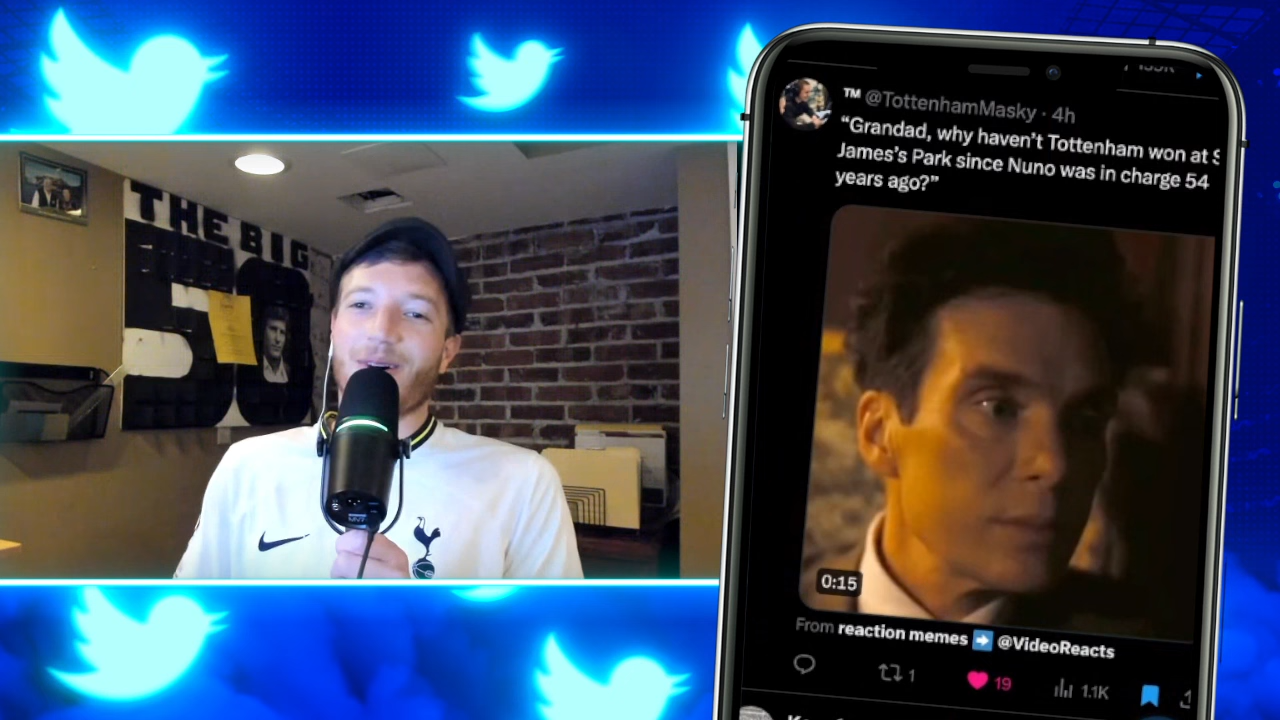 THE BIG
50
MV7
™ @TottenhamMasky · 4h
“Grandad, why haven’t Tottenham won at S
James’s Park since Nuno was in charge 54
years ago?”
0:15
From reaction memes ➡ @VideoReacts
1 19 1.1K